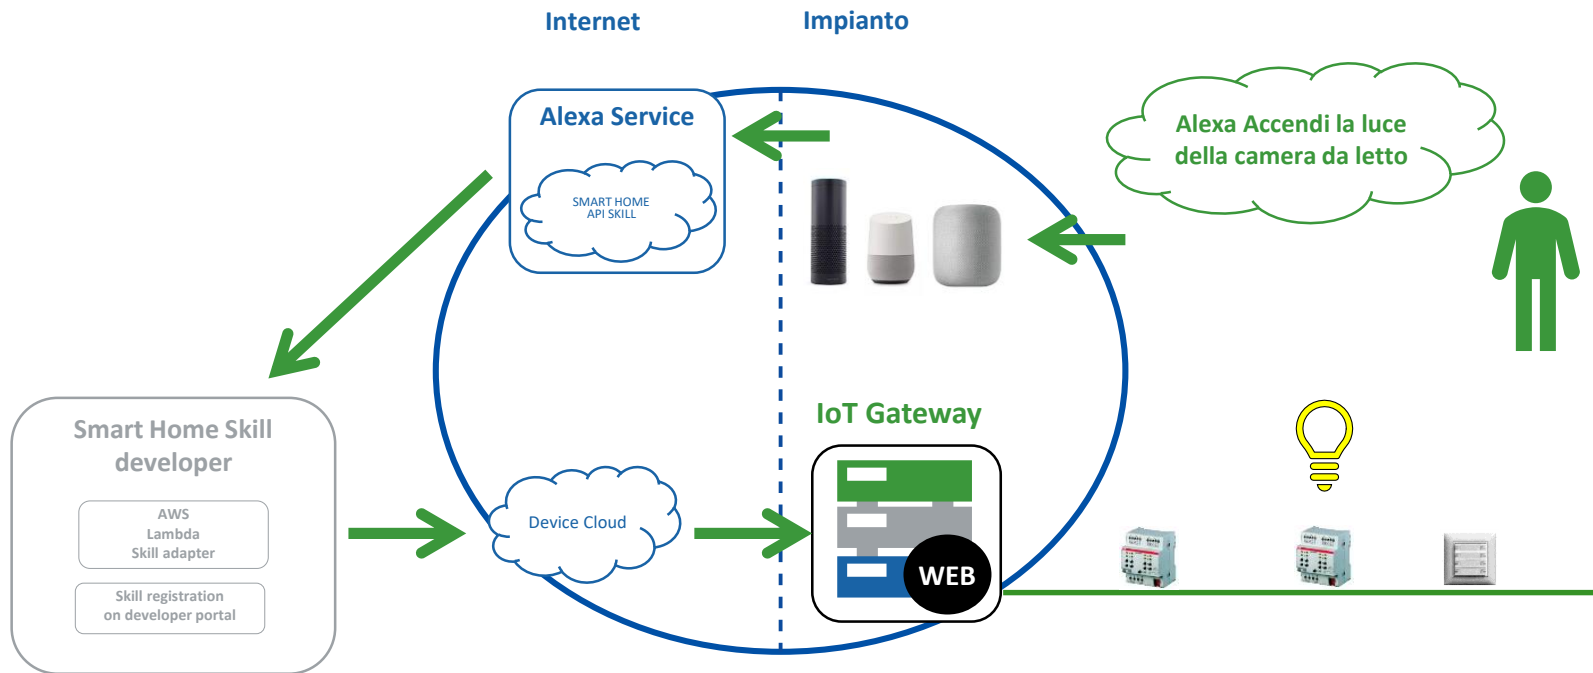 Internet
Impianto
Alexa Service
SMART HOME
API SKILL
Alexa Accendi la luce
della camera da letto
Smart Home Skill
developer
AWS
Lambda
Skill adapter
Skill registration
on developer portal
Device Cloud
IoT Gateway
WEB